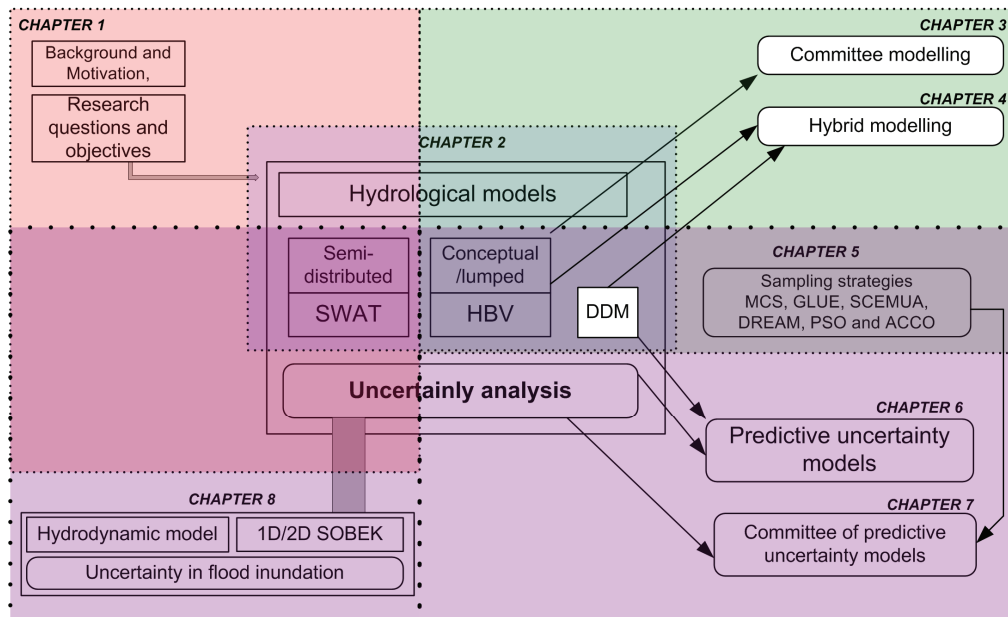 CHAPTER 1
Background and
Motivation,
Research
questions and
objectives
CHAPTER 3
Committee modelling
CHAPTER 4
Hybrid modelling
CHAPTER 2
Hydrological models
Semi-
distributed
SWAT
Conceptual
/lumped
HBV
DDM
CHAPTER 5
Sampling strategies
MCS, GLUE, SCEMUA,
DREAM, PSO and ACCO
Uncertainly analysis
CHAPTER 6
Predictive uncertainty
models
CHAPTER 7
Committee of predictive
uncertainty models
CHAPTER 8
Hydrodynamic model
1D/2D SOBEK
Uncertainty in flood inundation